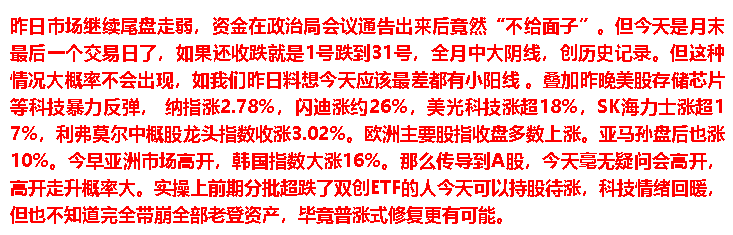 昨日市场继续尾盘走弱，资金在政治局会议通告出来后竟然“不给面子”。但今天是月末
最后一个交易日了，如果还收跌就是1号跌到31号，全月中大阴线，创历史记录。但这种
情况大概率不会出现，如我们昨日料想今天应该最差都有小阳线 。叠加昨晚美股存储芯片
等科技暴力反弹， 纳指涨2.78%，闪迪涨约26%，美光科技涨超18%，SK海力士涨超1
7%，利弗莫尔中概股龙头指数收涨3.02%。欧洲主要股指收盘多数上涨。亚马孙盘后也涨
10%。今早亚洲市场高开，韩国指数大涨16%。那么传导到A股，今天毫无疑问会高开，
高开走升概率大。实操上前期分批超跌了双创ETF的人今天可以持股待涨，科技情绪回暖，
但也不知道完全带崩全部老登资产，毕竟普涨式修复更有可能。